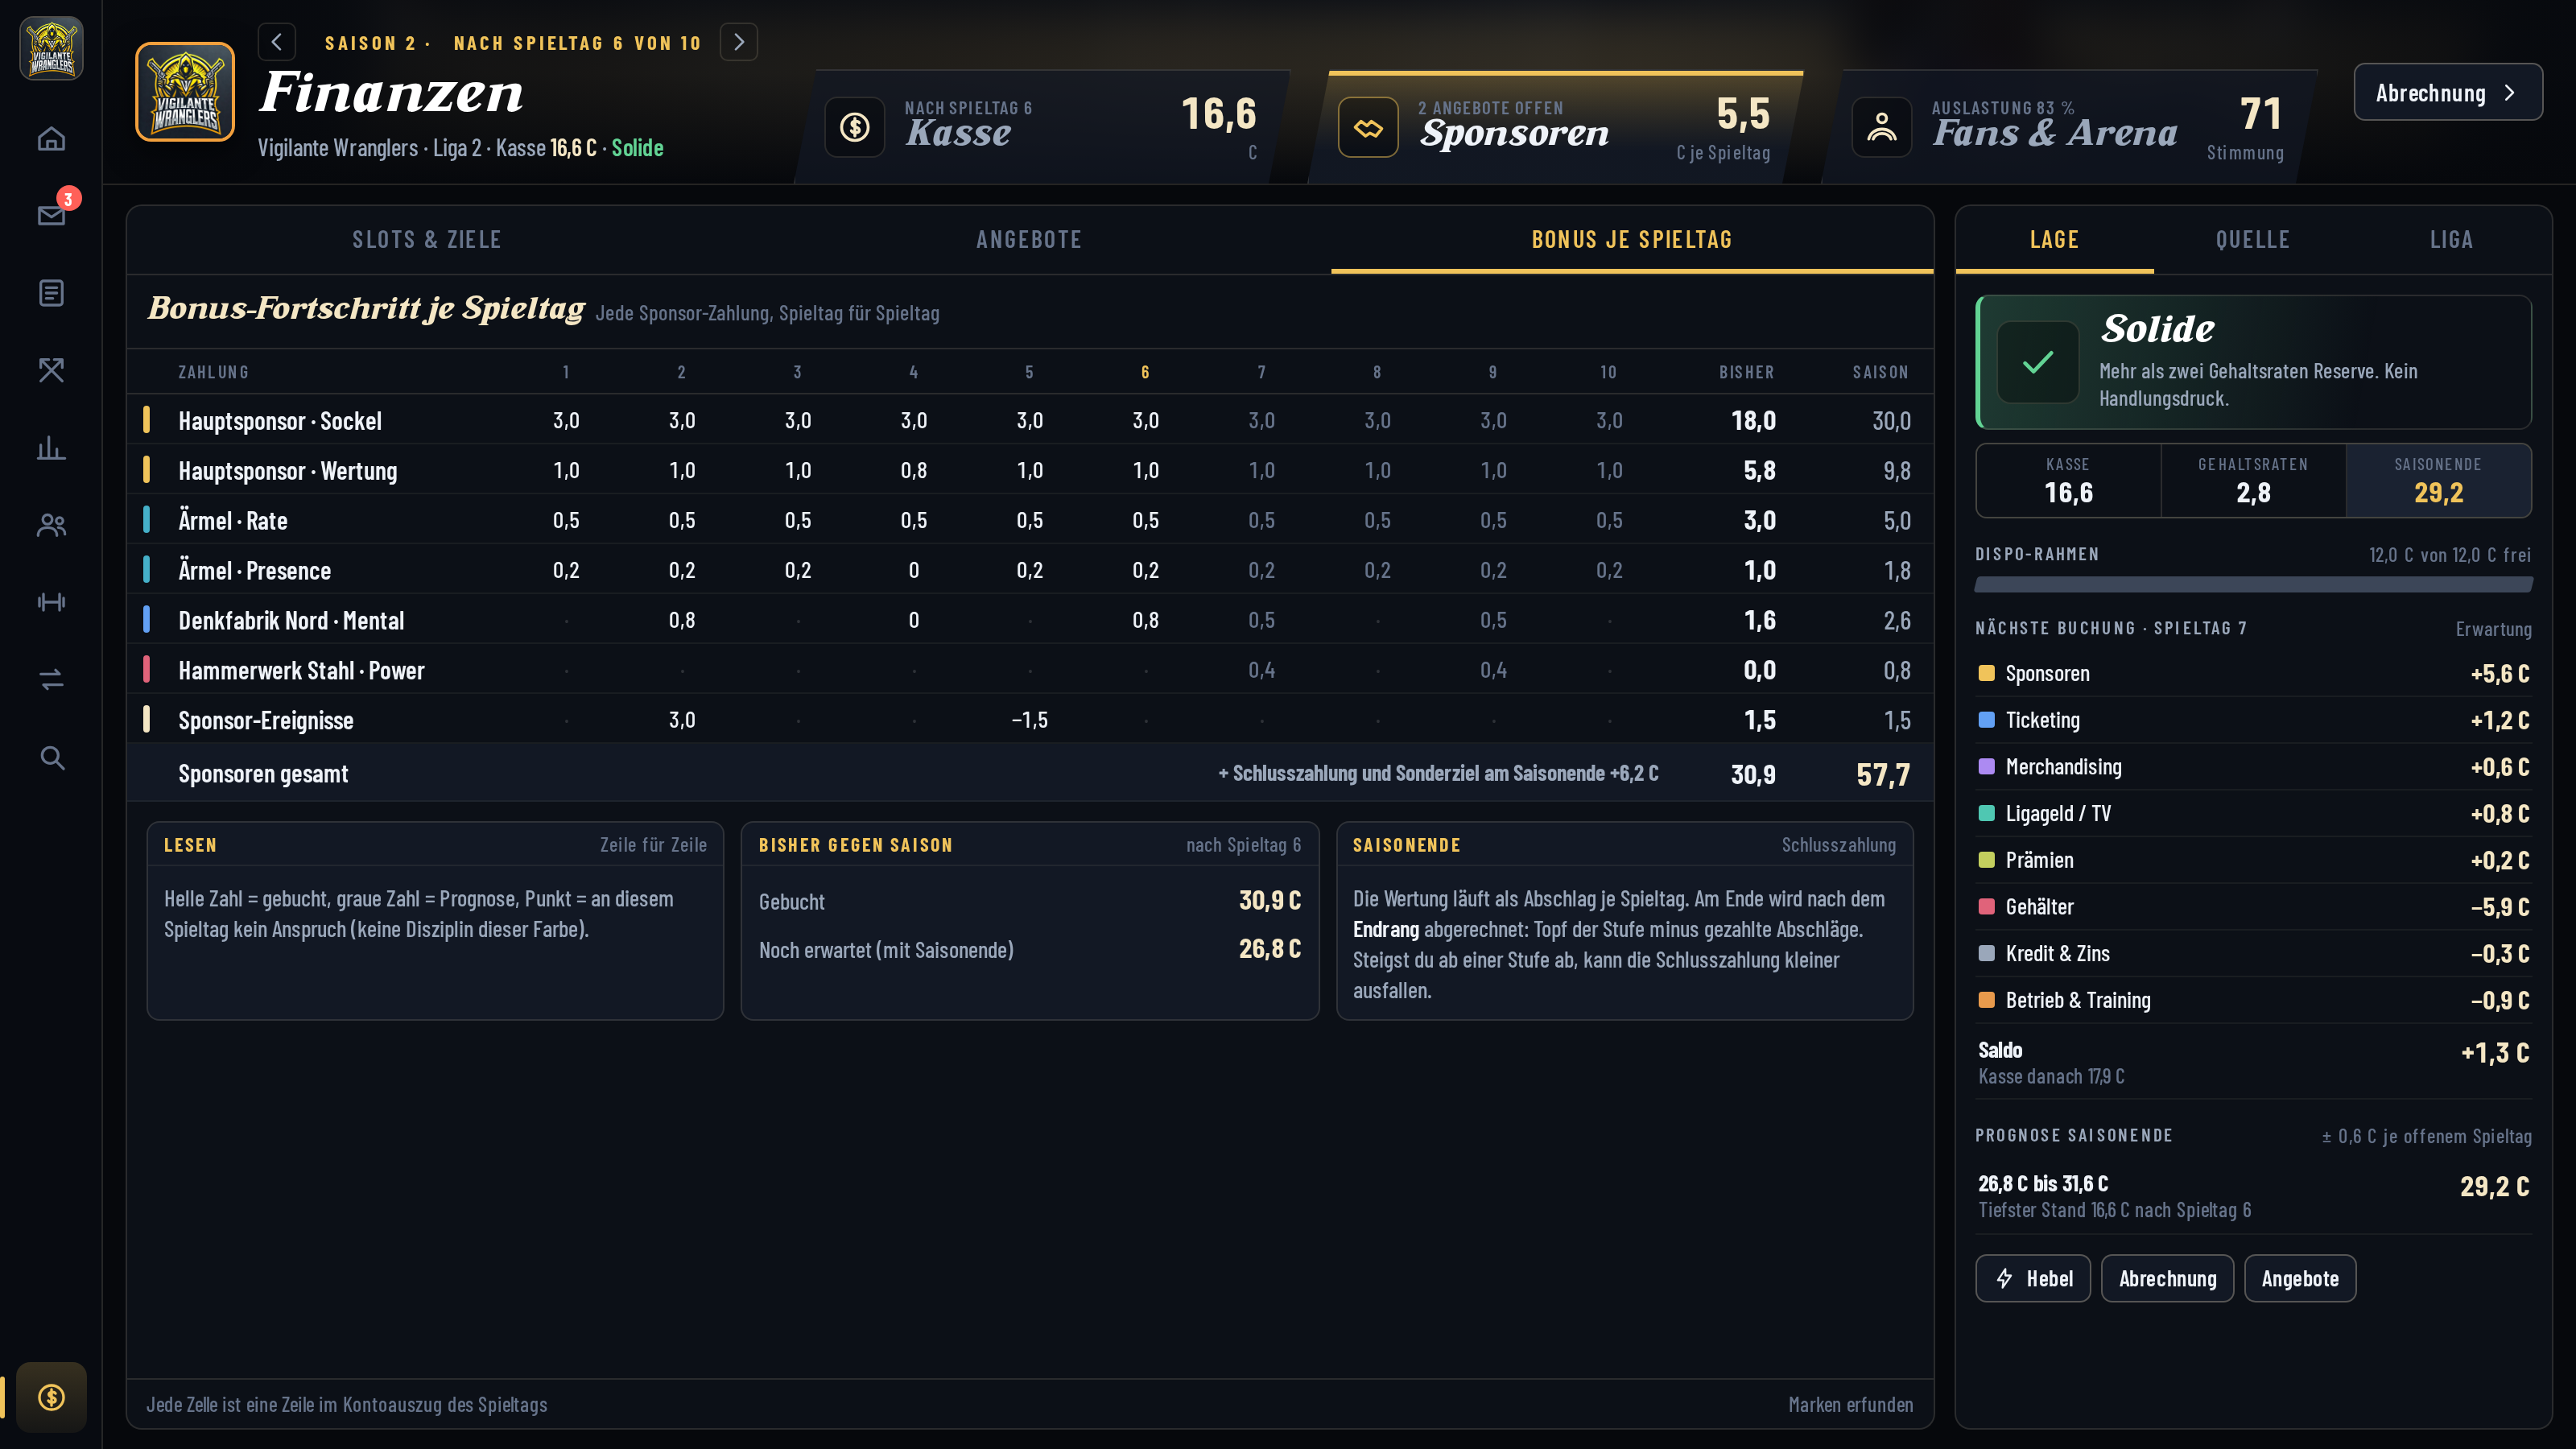 VIGILANTE WRANGLERS
3
VIGILANTE WRANGLERS
SAISON 2 · NACH SPIELTAG 6 VON 10
Finanzen
Vigilante Wranglers · Liga 2 · Kasse 16,6 C · Solide
NACH SPIELTAG 6
Kasse
16,6
C
2 ANGEBOTE OFFEN
Sponsoren
5,5
C je Spieltag
AUSLASTUNG 83 %
Fans & Arena
71
Stimmung
Abrechnung
SLOTS & ZIELE ANGEBOTE BONUS JE SPIELTAG
Bonus-Fortschritt je Spieltag Jede Sponsor-Zahlung, Spieltag für Spieltag
ZAHLUNG 1 2 3 4 5 6 7 8 9 10 BISHER SAISON
Hauptsponsor · Sockel 3,0 3,0 3,0 3,0 3,0 3,0 3,0 3,0 3,0 3,0 18,0 30,0
Hauptsponsor · Wertung 1,0 1,0 1,0 0,8 1,0 1,0 1,0 1,0 1,0 1,0 5,8 9,8
Ärmel · Rate 0,5 0,5 0,5 0,5 0,5 0,5 0,5 0,5 0,5 0,5 3,0 5,0
Ärmel · Presence 0,2 0,2 0,2 0 0,2 0,2 0,2 0,2 0,2 0,2 1,0 1,8
Denkfabrik Nord · Mental · 0,8 · 0 · 0,8 0,5 · 0,5 · 1,6 2,6
Hammerwerk Stahl · Power · · · · · · 0,4 · 0,4 · 0,0 0,8
Sponsor-Ereignisse · 3,0 · · −1,5 · · · · · 1,5 1,5
Sponsoren gesamt + Schlusszahlung und Sonderziel am Saisonende +6,2 C 30,9 57,7
LESEN Zeile für Zeile
Helle Zahl = gebucht, graue Zahl = Prognose, Punkt = an diesem
Spieltag kein Anspruch (keine Disziplin dieser Farbe).
BISHER GEGEN SAISON nach Spieltag 6
Gebucht 30,9 C
Noch erwartet (mit Saisonende) 26,8 C
SAISONENDE Schlusszahlung
Die Wertung läuft als Abschlag je Spieltag. Am Ende wird nach dem
Endrang abgerechnet: Topf der Stufe minus gezahlte Abschläge.
Steigst du ab einer Stufe ab, kann die Schlusszahlung kleiner
ausfallen.
Jede Zelle ist eine Zeile im Kontoauszug des Spieltags Marken erfunden
LAGE QUELLE LIGA
Solide
Mehr als zwei Gehaltsraten Reserve. Kein
Handlungsdruck.
KASSE GEHALTSRATEN SAISONENDE
16,6 2,8 29,2
DISPO-RAHMEN 12,0 C von 12,0 C frei
NÄCHSTE BUCHUNG · SPIELTAG 7 Erwartung
Sponsoren +5,6 C
Ticketing +1,2 C
Merchandising +0,6 C
Ligageld / TV +0,8 C
Prämien +0,2 C
Gehälter −5,9 C
Kredit & Zins −0,3 C
Betrieb & Training −0,9 C
Saldo +1,3 C
Kasse danach 17,9 C
PROGNOSE SAISONENDE ± 0,6 C je offenem Spieltag
26,8 C bis 31,6 C 29,2 C
Tiefster Stand 16,6 C nach Spieltag 6
Hebel Abrechnung Angebote